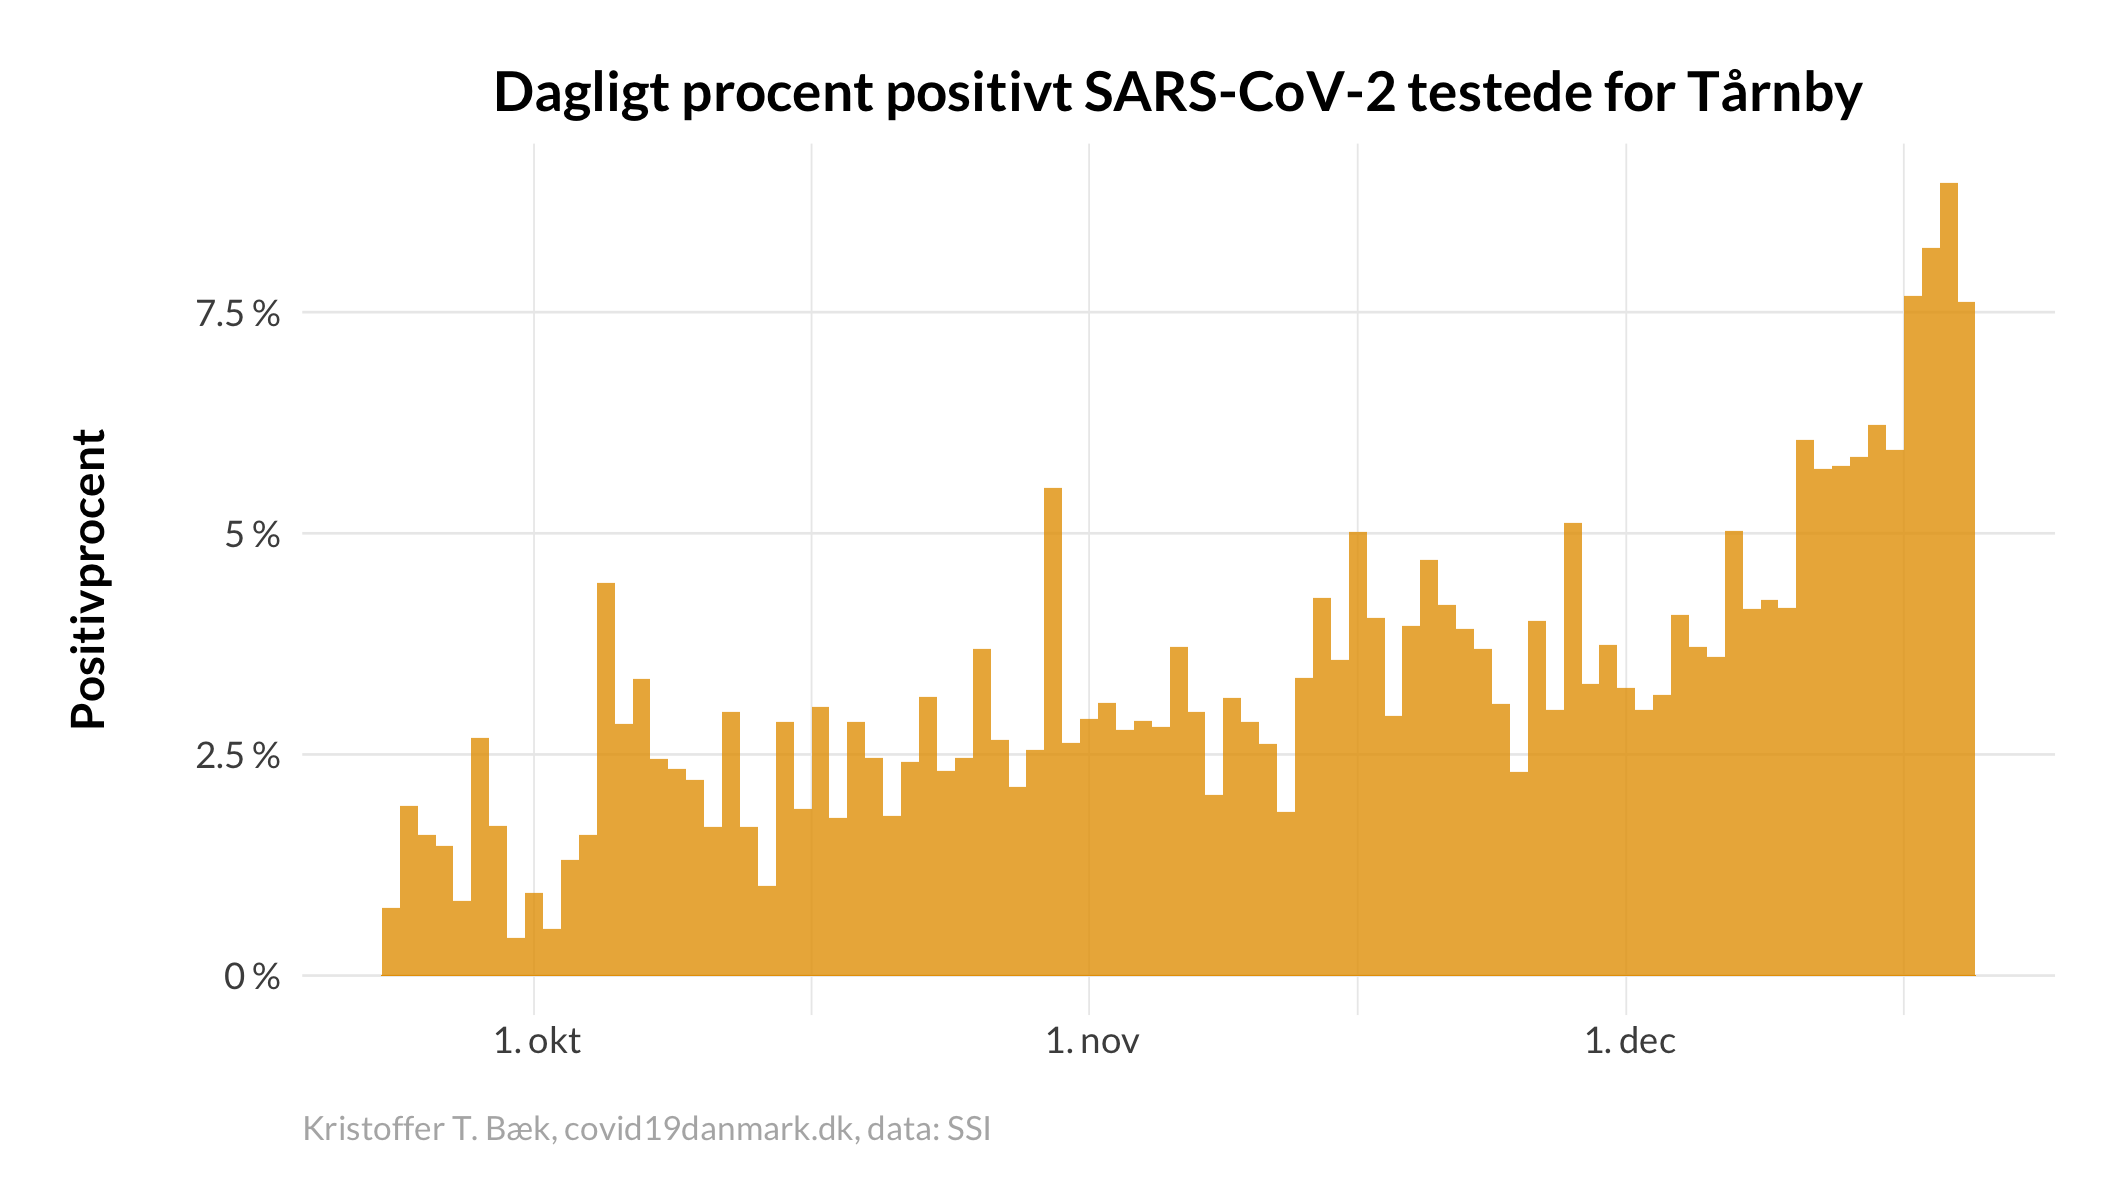 Dagligt procent positivt SARS-CoV-2 testede for Tårnby
Positivprocent
7.5 %
5 %
2.5 %
0 %
1. okt
1. nov
1. dec
Kristoffer T. Bæk, covid19danmark.dk, data: SSI